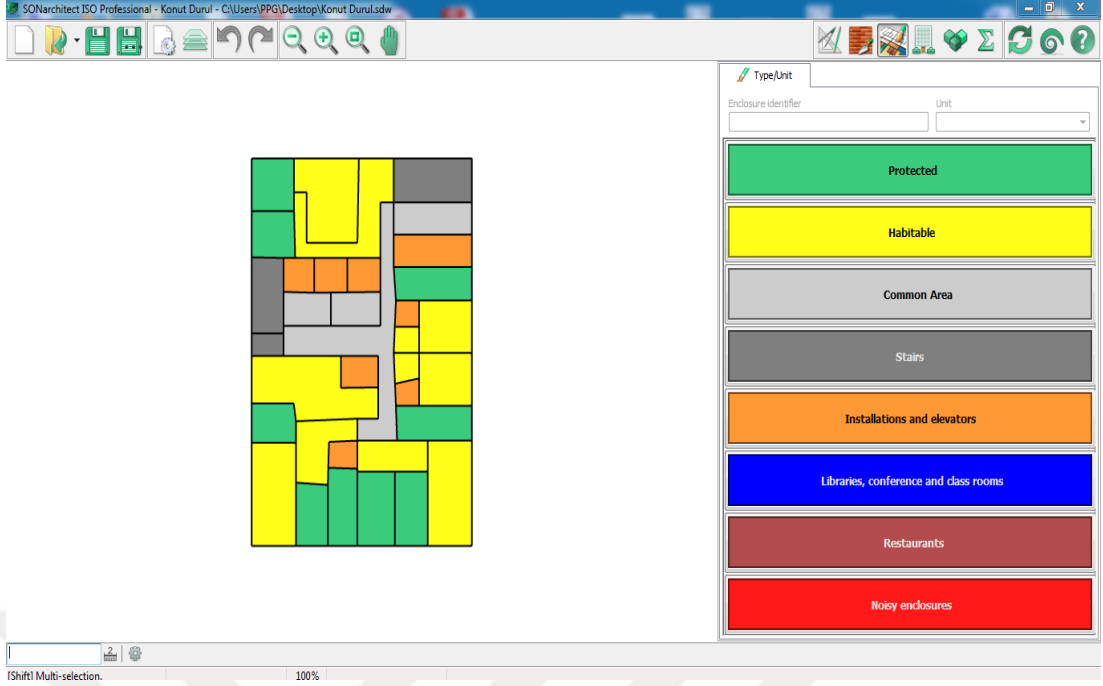 SONarchitect ISO Professional - Konut Durul - C:\Users\PPG\Desktop\Konut Durul.sdw
Type/Unit
Enclosure identifier
Unit
Protected
Habitable
Common Area
Stairs
Installations and elevators
Libraries, conference and class rooms
Restaurants
Noisy enclosures
2
[Shift] Multi-selection.
100%